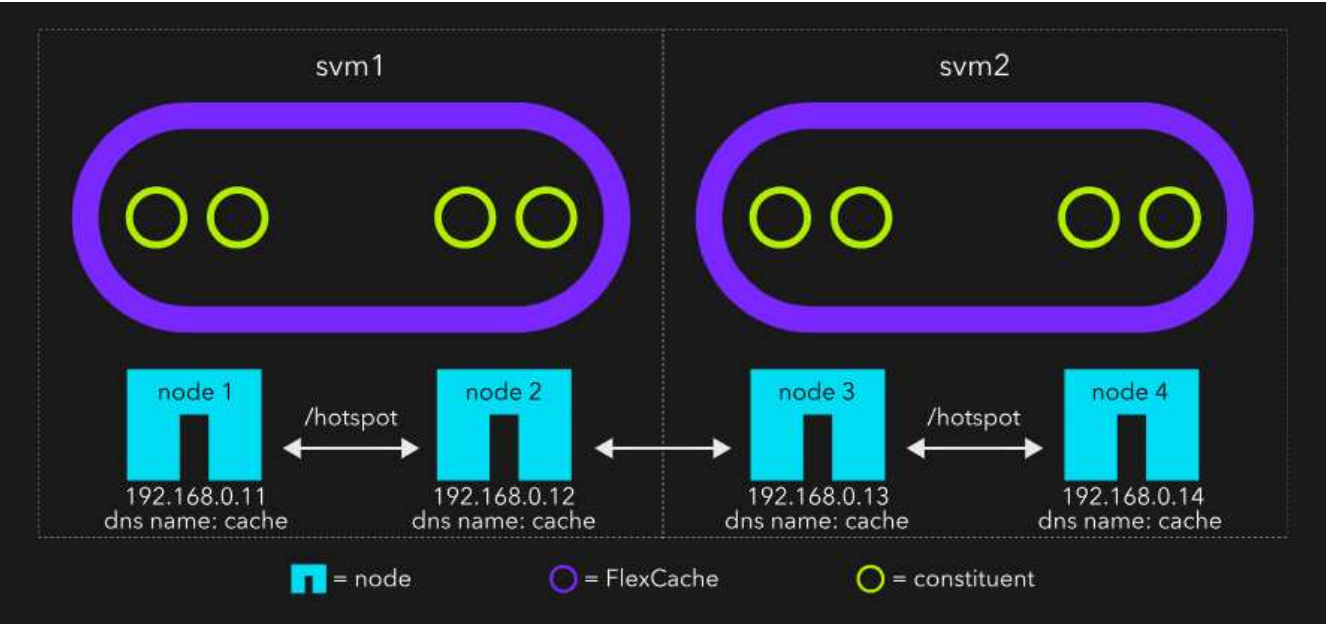 svm1
svm2
node 1
/hotspot
node 2
node 3
/hotspot
node 4
192.168.0.11
dns name: cache
192.168.0.12
dns name: cache
192.168.0.13
dns name: cache
192.168.0.14
dns name: cache
= node
= FlexCache
= constituent